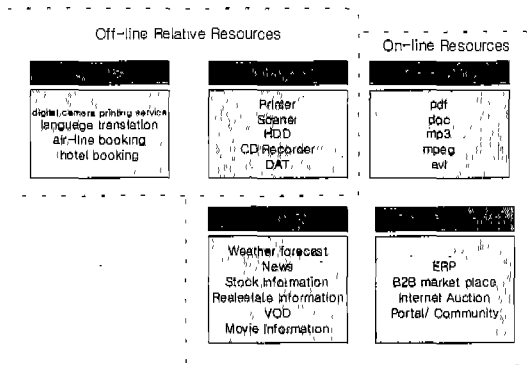 Off-line Relative Resources
On-line Resources
digital camera printing service
language translation
air-line booking
hotel booking
Printer
Scaner
HDD
CD Recorder
DAT
pdf
doc
mp3
mpeg
avi
Weather forecast
News
Stock Information
Realestate Information
VOD
Movie Information
ERP
B2B market place
Internet Auction
Portal/ Community